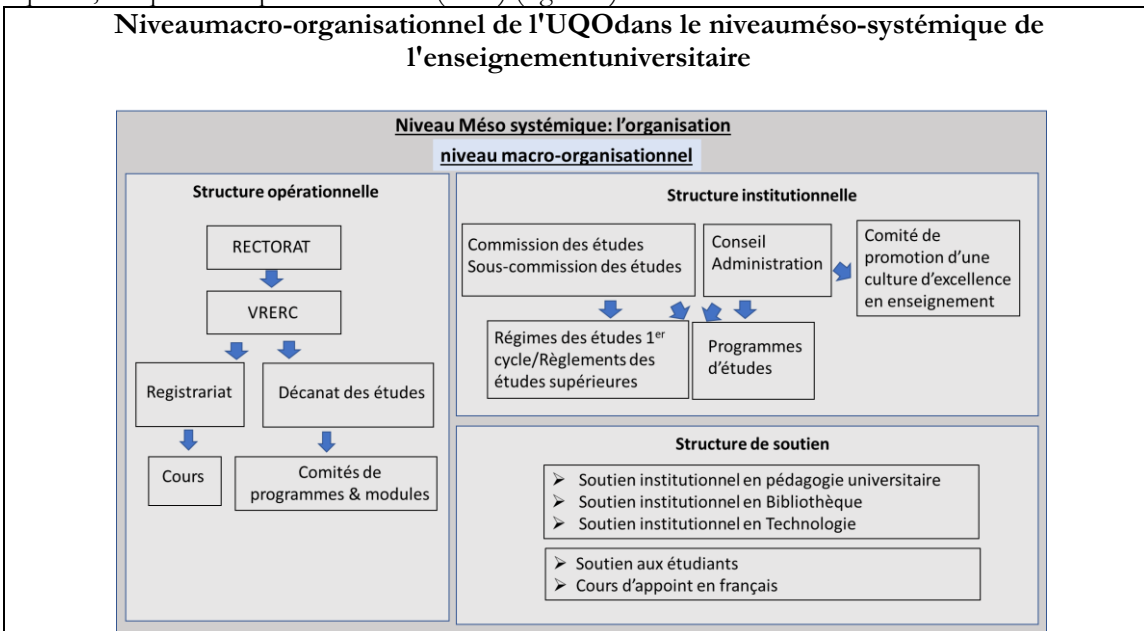 Niveaumacro-organisationnel de l'UQOdans le niveauméso-systémique de
l'enseignementuniversitaire
Niveau Méso systémique: l'organisation
niveau macro-organisationnel
Structure opérationnelle
RECTORAT
VRERC
Registrariat
Décanat des études
Cours
Comités de
programmes & modules
Structure institutionnelle
Commission des études
Sous-commission des études
Conseil
Administration
Comité de
promotion d'une
culture d'excellence
en enseignement
Régimes des études 1er
cycle/Règlements des
études supérieures
Programmes
d'études
Structure de soutien
Soutien institutionnel en pédagogie universitaire
Soutien institutionnel en Bibliothèque
Soutien institutionnel en Technologie
Soutien aux étudiants
Cours d'appoint en français